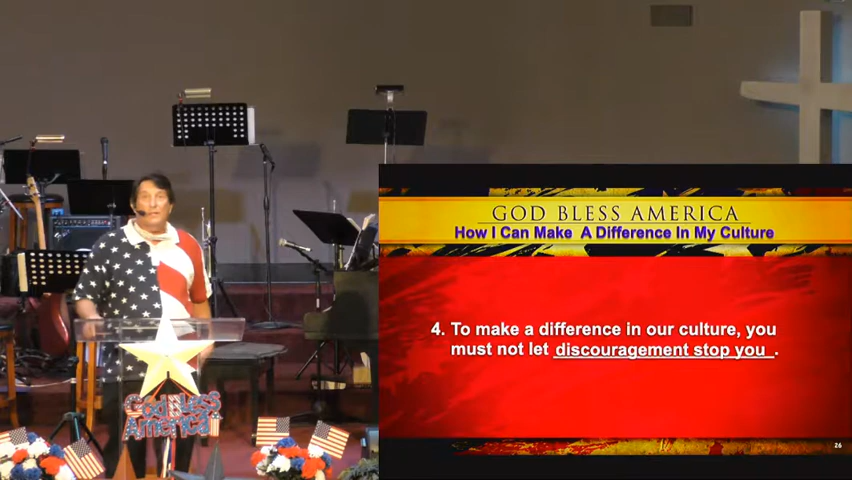 GOD BLESS AMERICA
How I Can Make A Difference In My Culture
4. To make a difference in our culture, you
must not let discouragement stop you .
26
God Bless
America